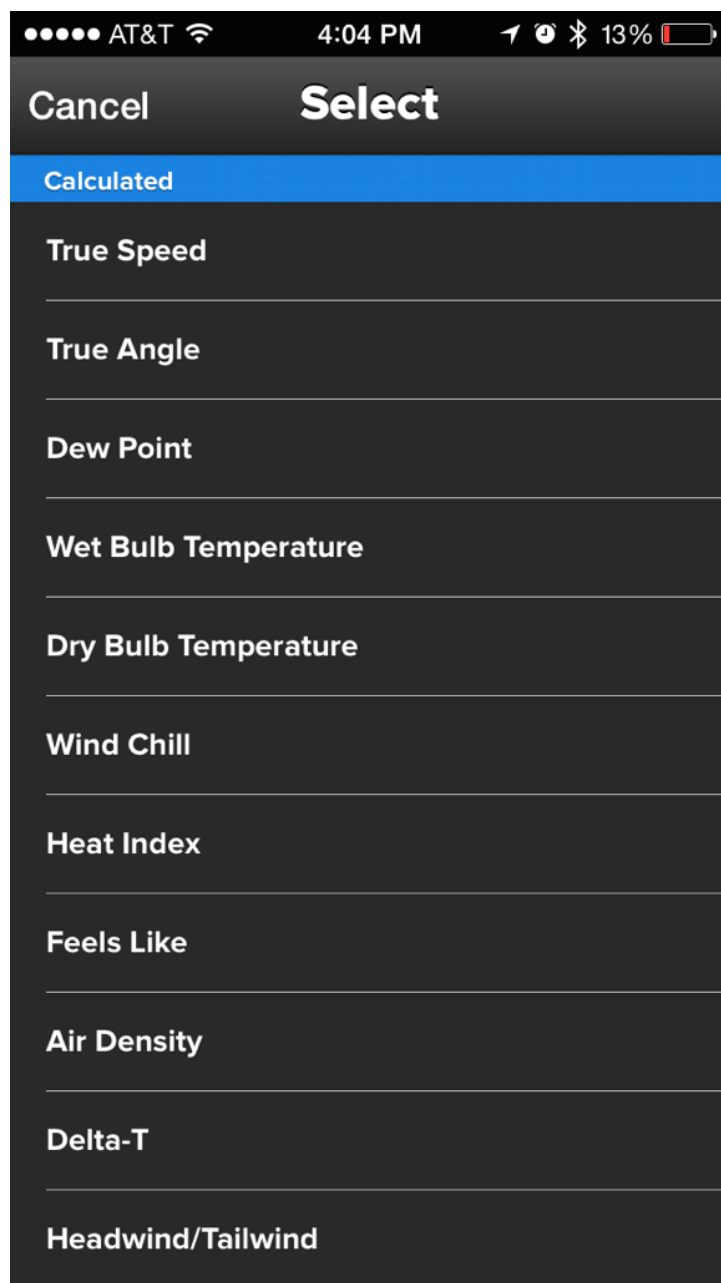 AT&T 4:04 PM 13%
Cancel Select
Calculated
True Speed
True Angle
Dew Point
Wet Bulb Temperature
Dry Bulb Temperature
Wind Chill
Heat Index
Feels Like
Air Density
Delta-T
Headwind/Tailwind